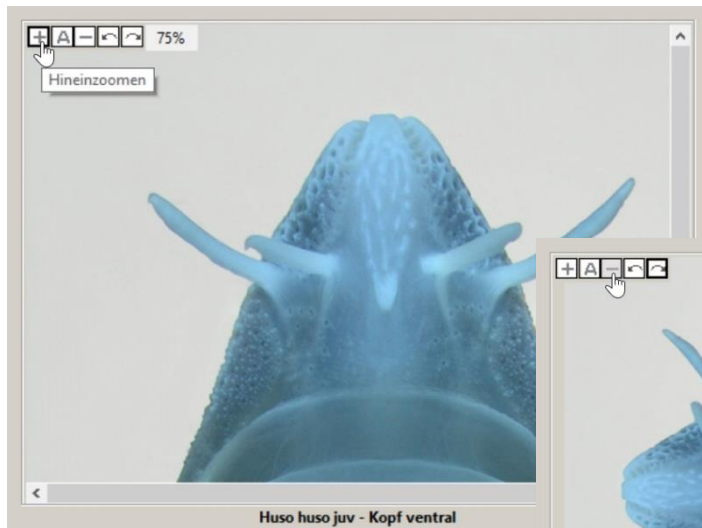 + A - 75%
Hineinzoomen
Huso huso juv - Kopf ventral
+ A -